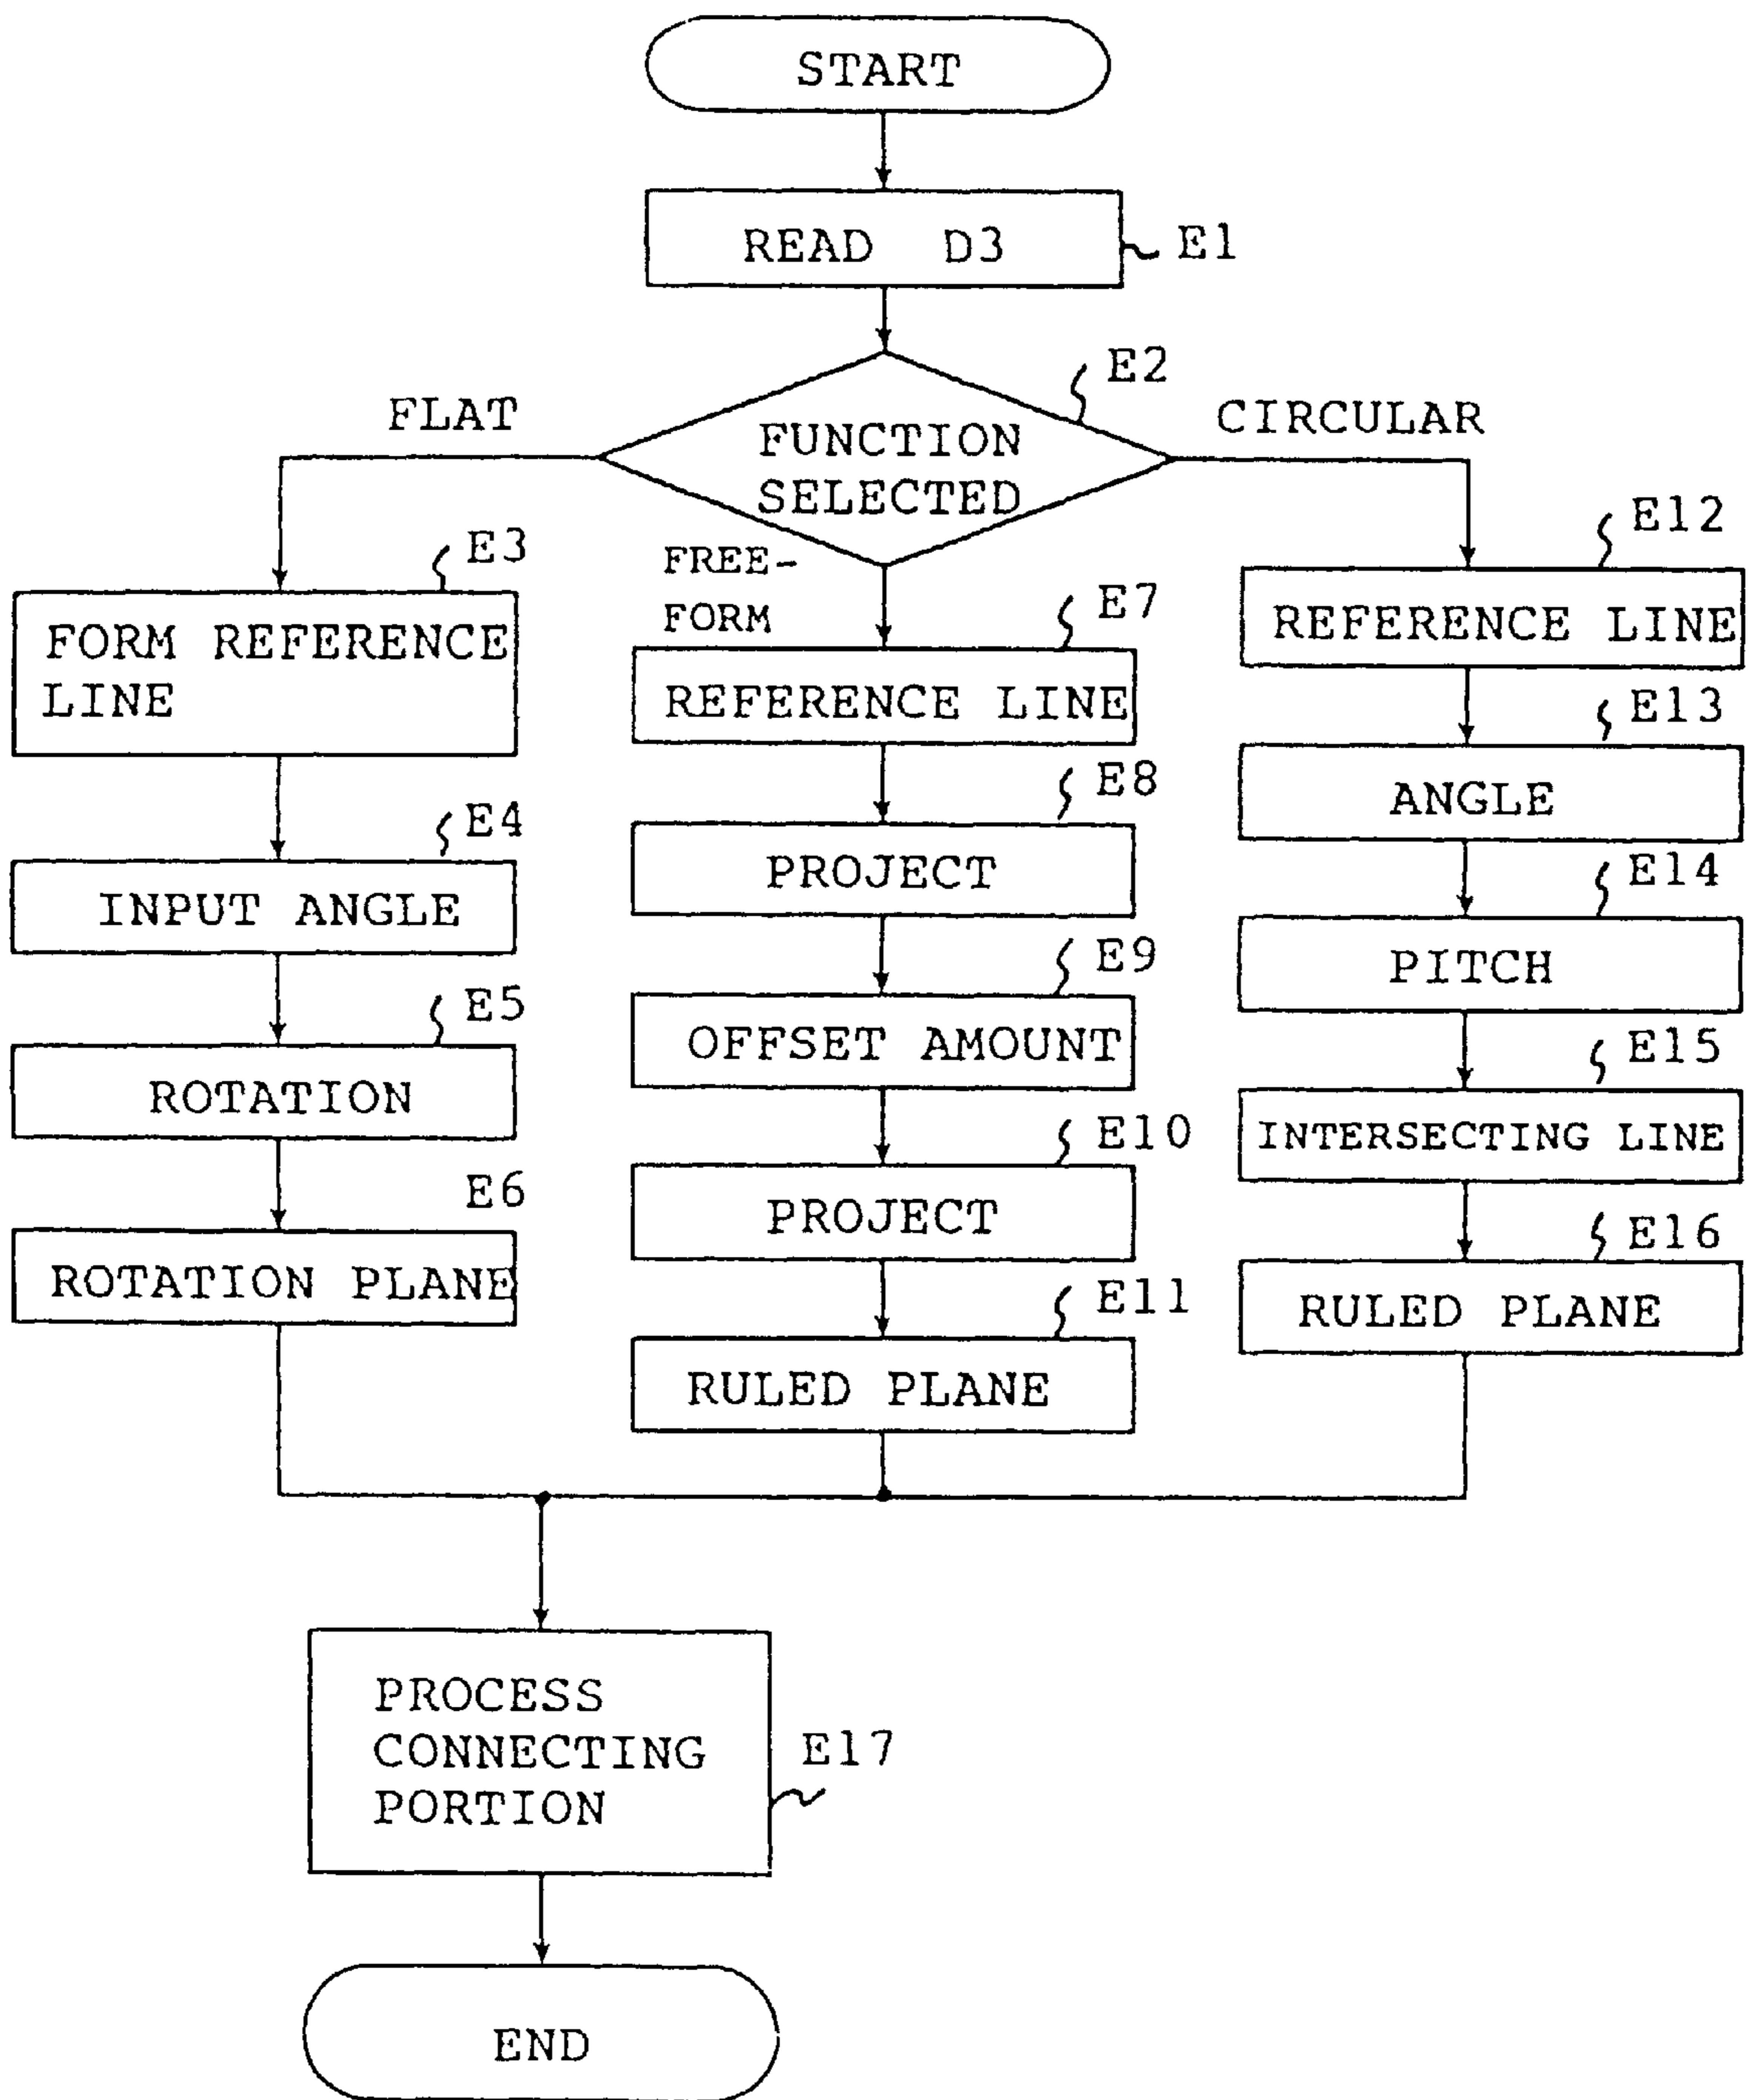 START
READ D3
E1
E2
FUNCTION
SELECTED
FLAT
CIRCULAR
FREE-
FORM
E3
FORM REFERENCE
LINE
E4
INPUT ANGLE
E5
ROTATION
E6
ROTATION PLANE
E7
REFERENCE LINE
E8
PROJECT
E9
OFFSET AMOUNT
E10
PROJECT
E11
RULED PLANE
E12
REFERENCE LINE
E13
ANGLE
E14
PITCH
E15
INTERSECTING LINE
E16
RULED PLANE
PROCESS
CONNECTING
PORTION
E17
END